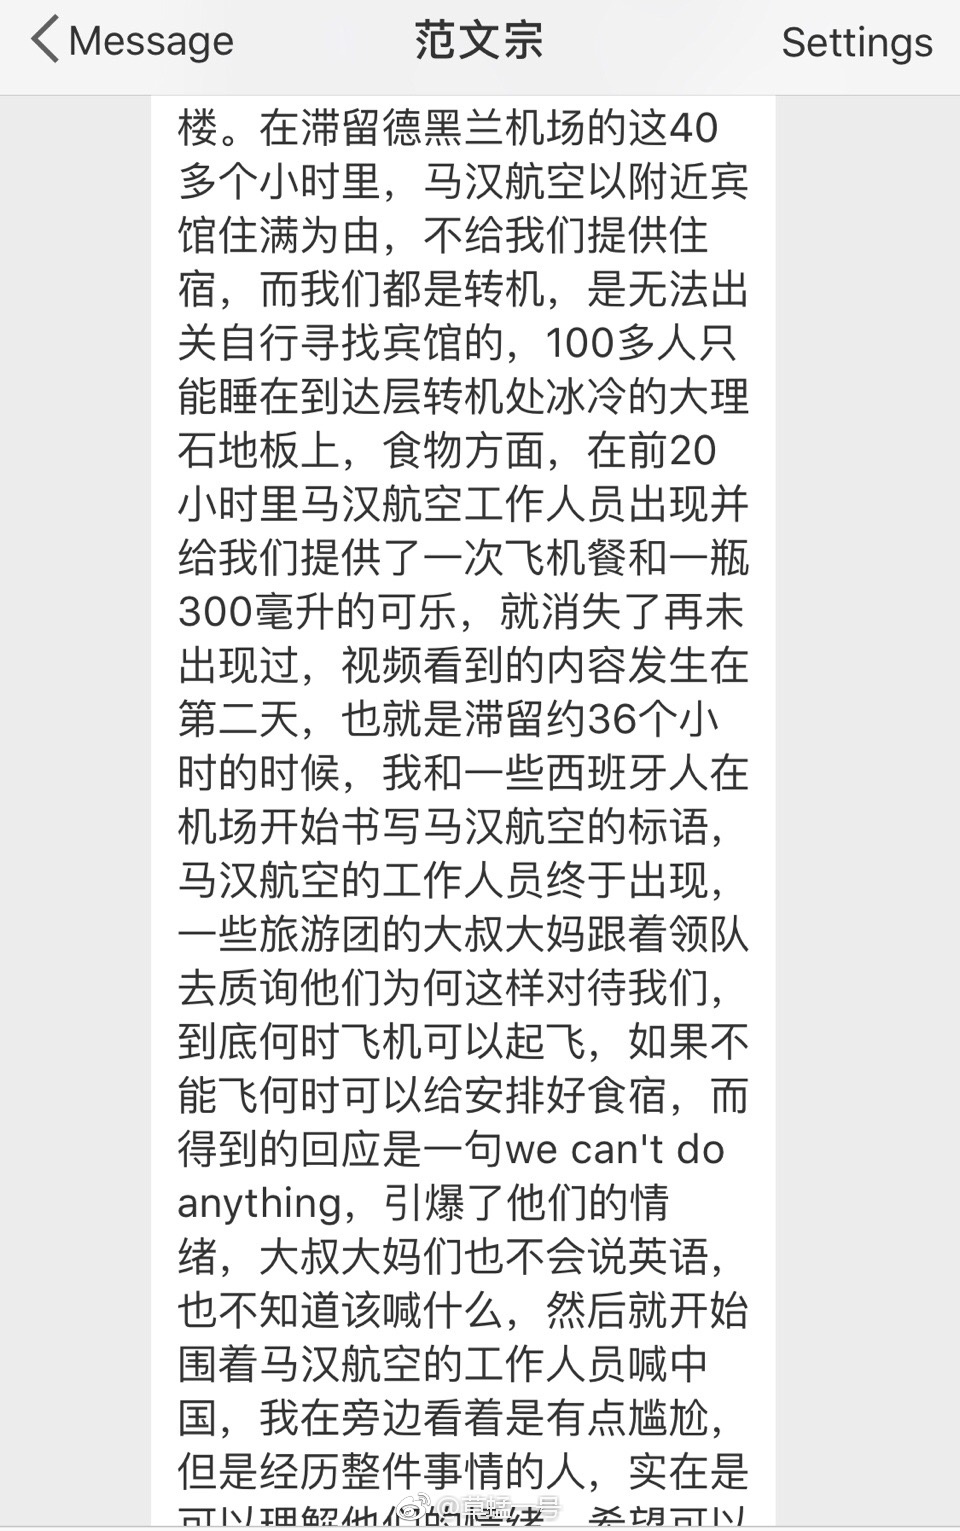 Message
范文宗
Settings
楼。在滞留德黑兰机场的这40
多个小时里，马汉航空以附近宾
馆住满为由，不给我们提供住
宿，而我们都是转机，是无法出
关自行寻找宾馆的，100多人只
能睡在到达层转机处冰冷的大理
石地板上，食物方面，在前20
小时里马汉航空工作人员出现并
给我们提供了一次飞机餐和一瓶
300毫升的可乐，就消失了再未
出现过，视频看到的内容发生在
第二天，也就是滞留约36个小
时的时候，我和一些西班牙人在
机场开始书写马汉航空的标语，
马汉航空的工作人员终于出现，
一些旅游团的大叔大妈跟着领队
去质询他们为何这样对待我们，
到底何时飞机可以起飞，如果不
能飞何时可以给安排好食宿，而
得到的回应是一句we can't do
anything，引爆了他们的情
绪，大叔大妈们也不会说英语，
也不知道该喊什么，然后就开始
围着马汉航空的工作人员喊中
国，我在旁边看着是有点尴尬，
但是经历整件事情的人，实在是
可以理解他们的情绪，希望可以
@草蜢一号